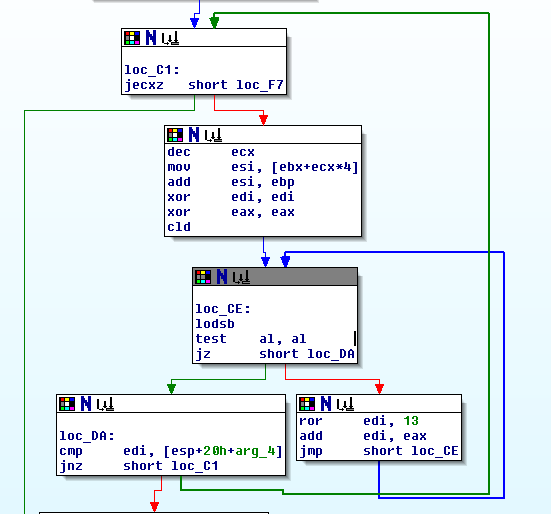 loc_C1:
jecxz short loc_F7
dec ecx
mov esi, [ebx+ecx*4]
add esi, ebp
xor edi, edi
xor eax, eax
cld
loc_CE:
lodsb
test al, al
jz short loc_DA
loc_DA:
cmp edi, [esp+20h+arg_4]
jnz short loc_C1
ror edi, 13
add edi, eax
jmp short loc_CE